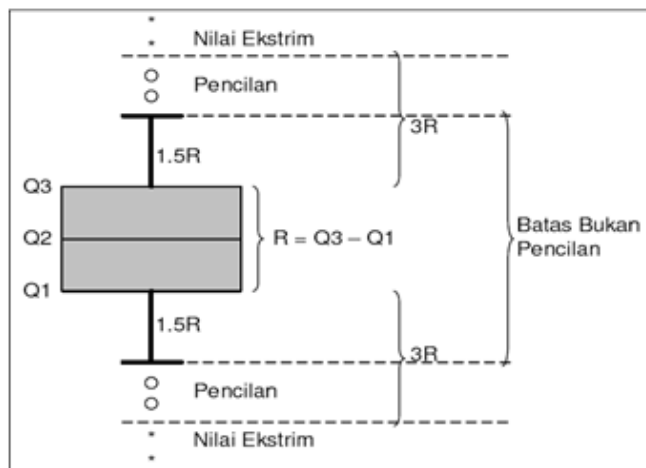 Nilai Ekstrim
Pencilan
3R
1.5R
Q3
Q2
R = Q3 – Q1
Batas Bukan
Pencilan
Q1
1.5R
3R
Pencilan
Nilai Ekstrim